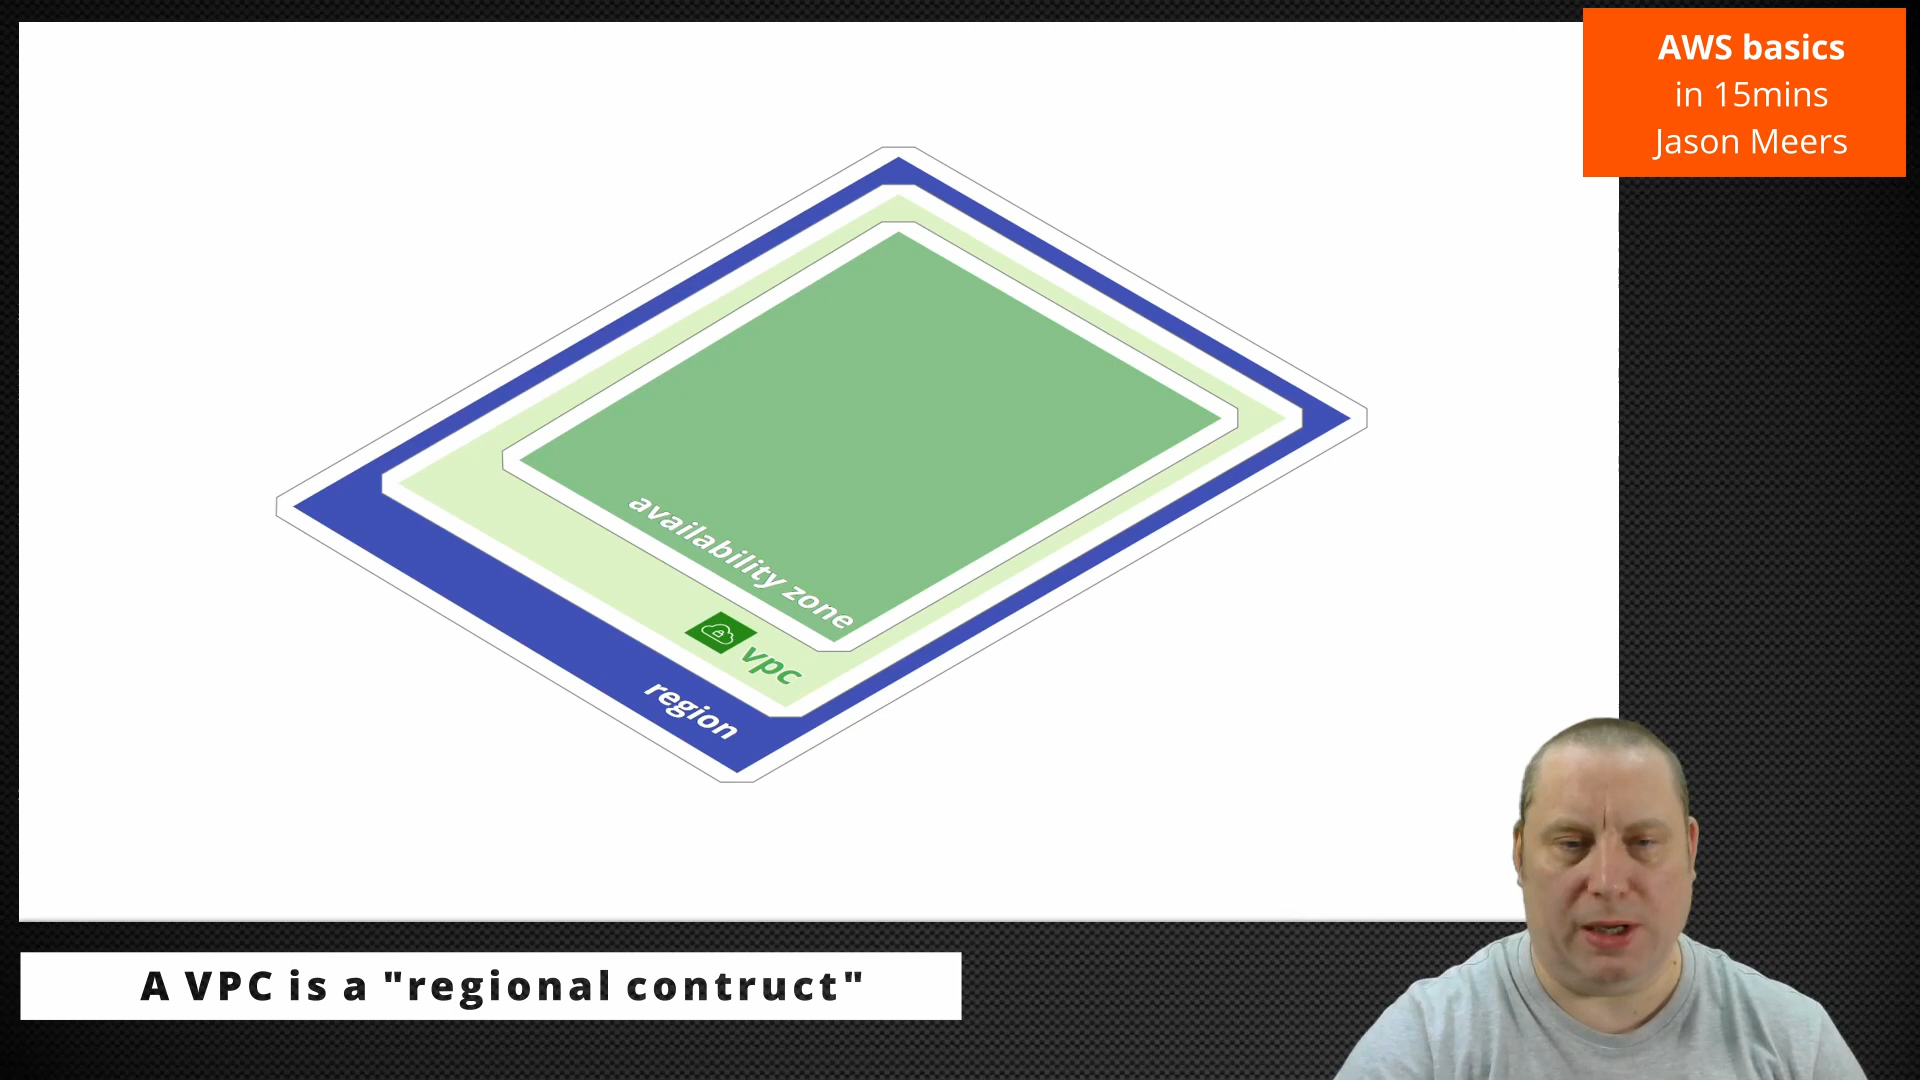 AWS basics
in 15mins
Jason Meers
availability zone
vpc
region
A VPC is a "regional contruct"